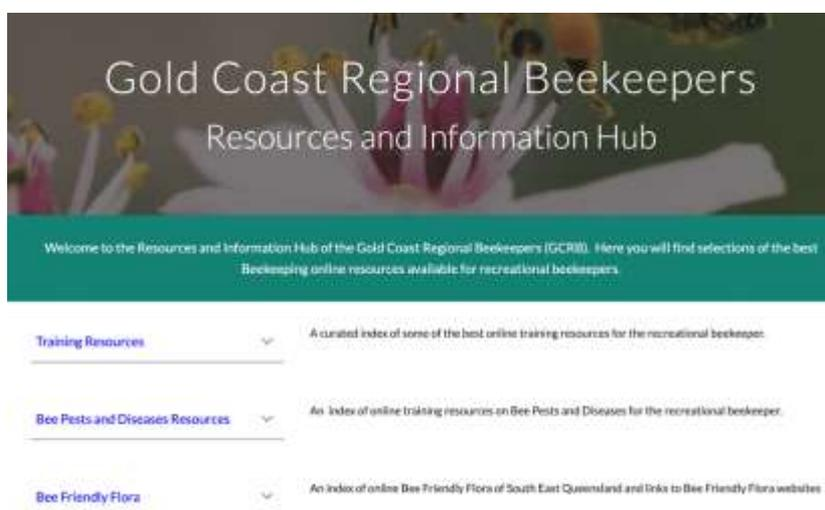 Gold Coast Regional Beekeepers
Resources and Information Hub
Welcome to the Resources and Information Hub of the Gold Coast Regional Beekeepers (GCRB). Here you will find selections of the best
Beekeeping online resources available for recreational beekeepers.
Training Resources
A curated index of some of the best online training resources for the recreational beekeeper.
Bee Pests and Diseases Resources
An index of online training resources on Bee Pests and Diseases for the recreational beekeeper.
Bee Friendly Flora
An index of online Bee Friendly Flora of South East Queensland and links to Bee Friendly Flora websites